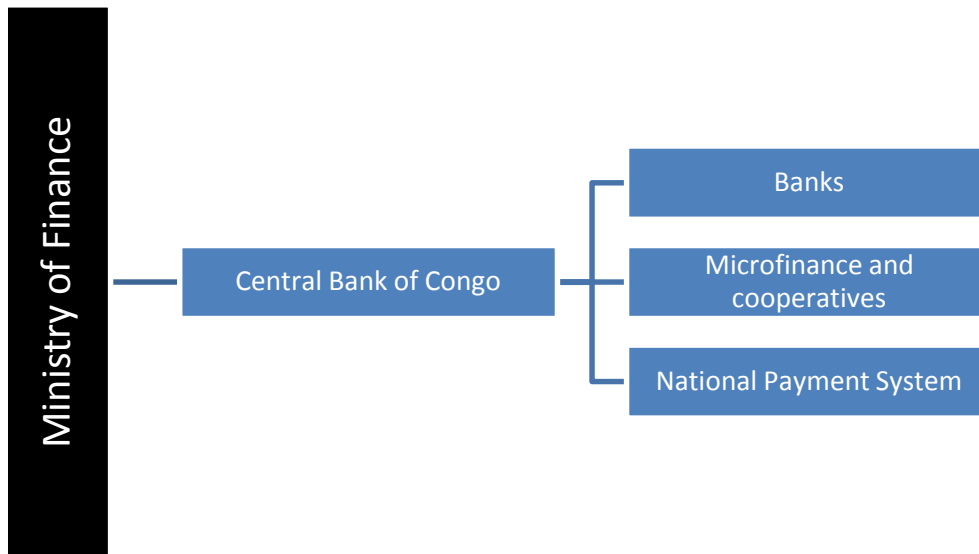 Ministry of Finance
Central Bank of Congo
Banks
Microfinance and
cooperatives
National Payment System